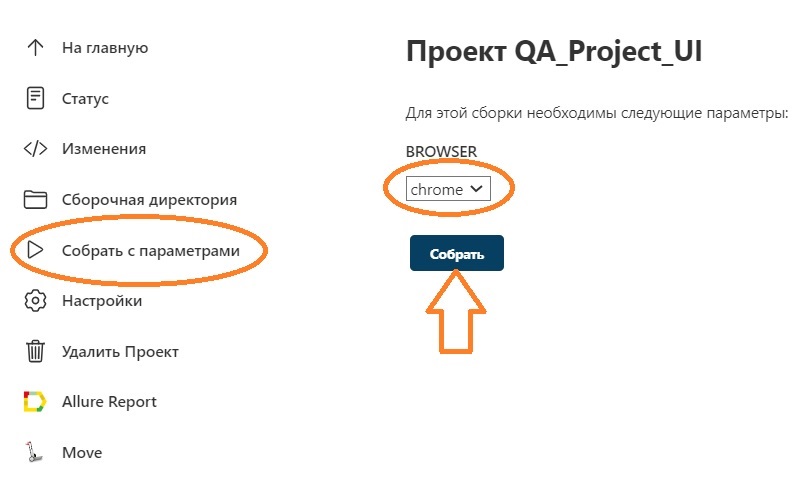 На главную
Статус
Изменения
Сборочная директория
Собрать с параметрами
Настройки
Удалить Проект
Allure Report
Move
Проект QA_Project_UI
Для этой сборки необходимы следующие параметры:
BROWSER
chrome
Собрать